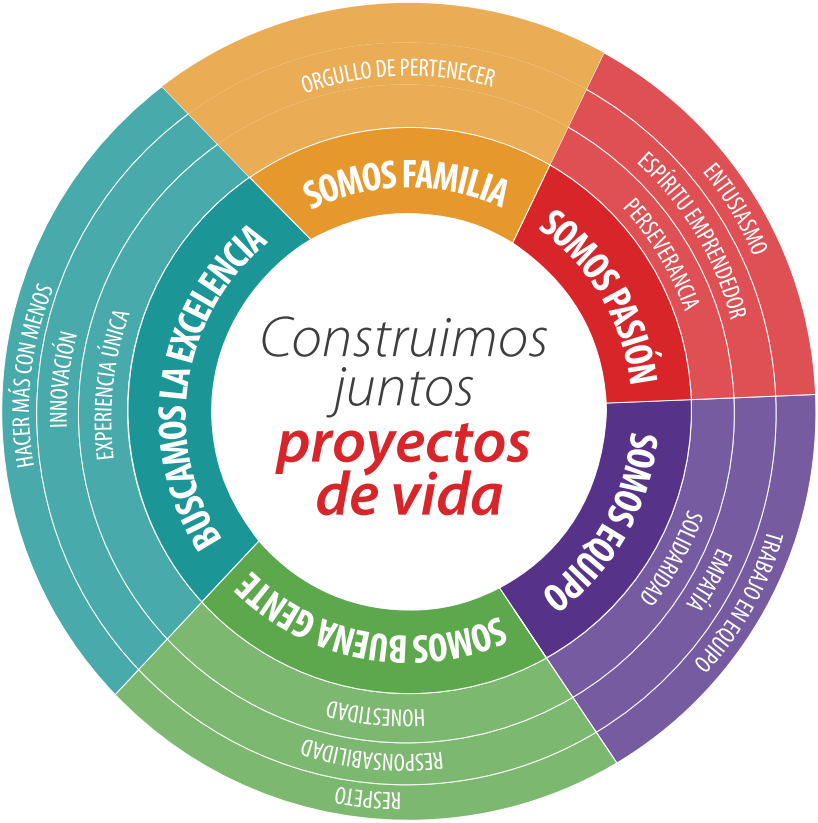 Construimos
juntos
proyectos
de vida
SOMOS FAMILIA
ORGULLO DE PERTENECER
SOMOS PASIÓN
PERSEVERANCIA
ESPÍRITU EMPRENDEDOR
ENTUSIASMO
SOMOS EQUIPO
SOLIDARIDAD
EMPATÍA
TRABAJO EN EQUIPO
SOMOS BUENA GENTE
HONESTIDAD
RESPONSABILIDAD
RESPETO
BUSCAMOS LA EXCELENCIA
EXPERIENCIA ÚNICA
INNOVACIÓN
HACER MÁS CON MENOS